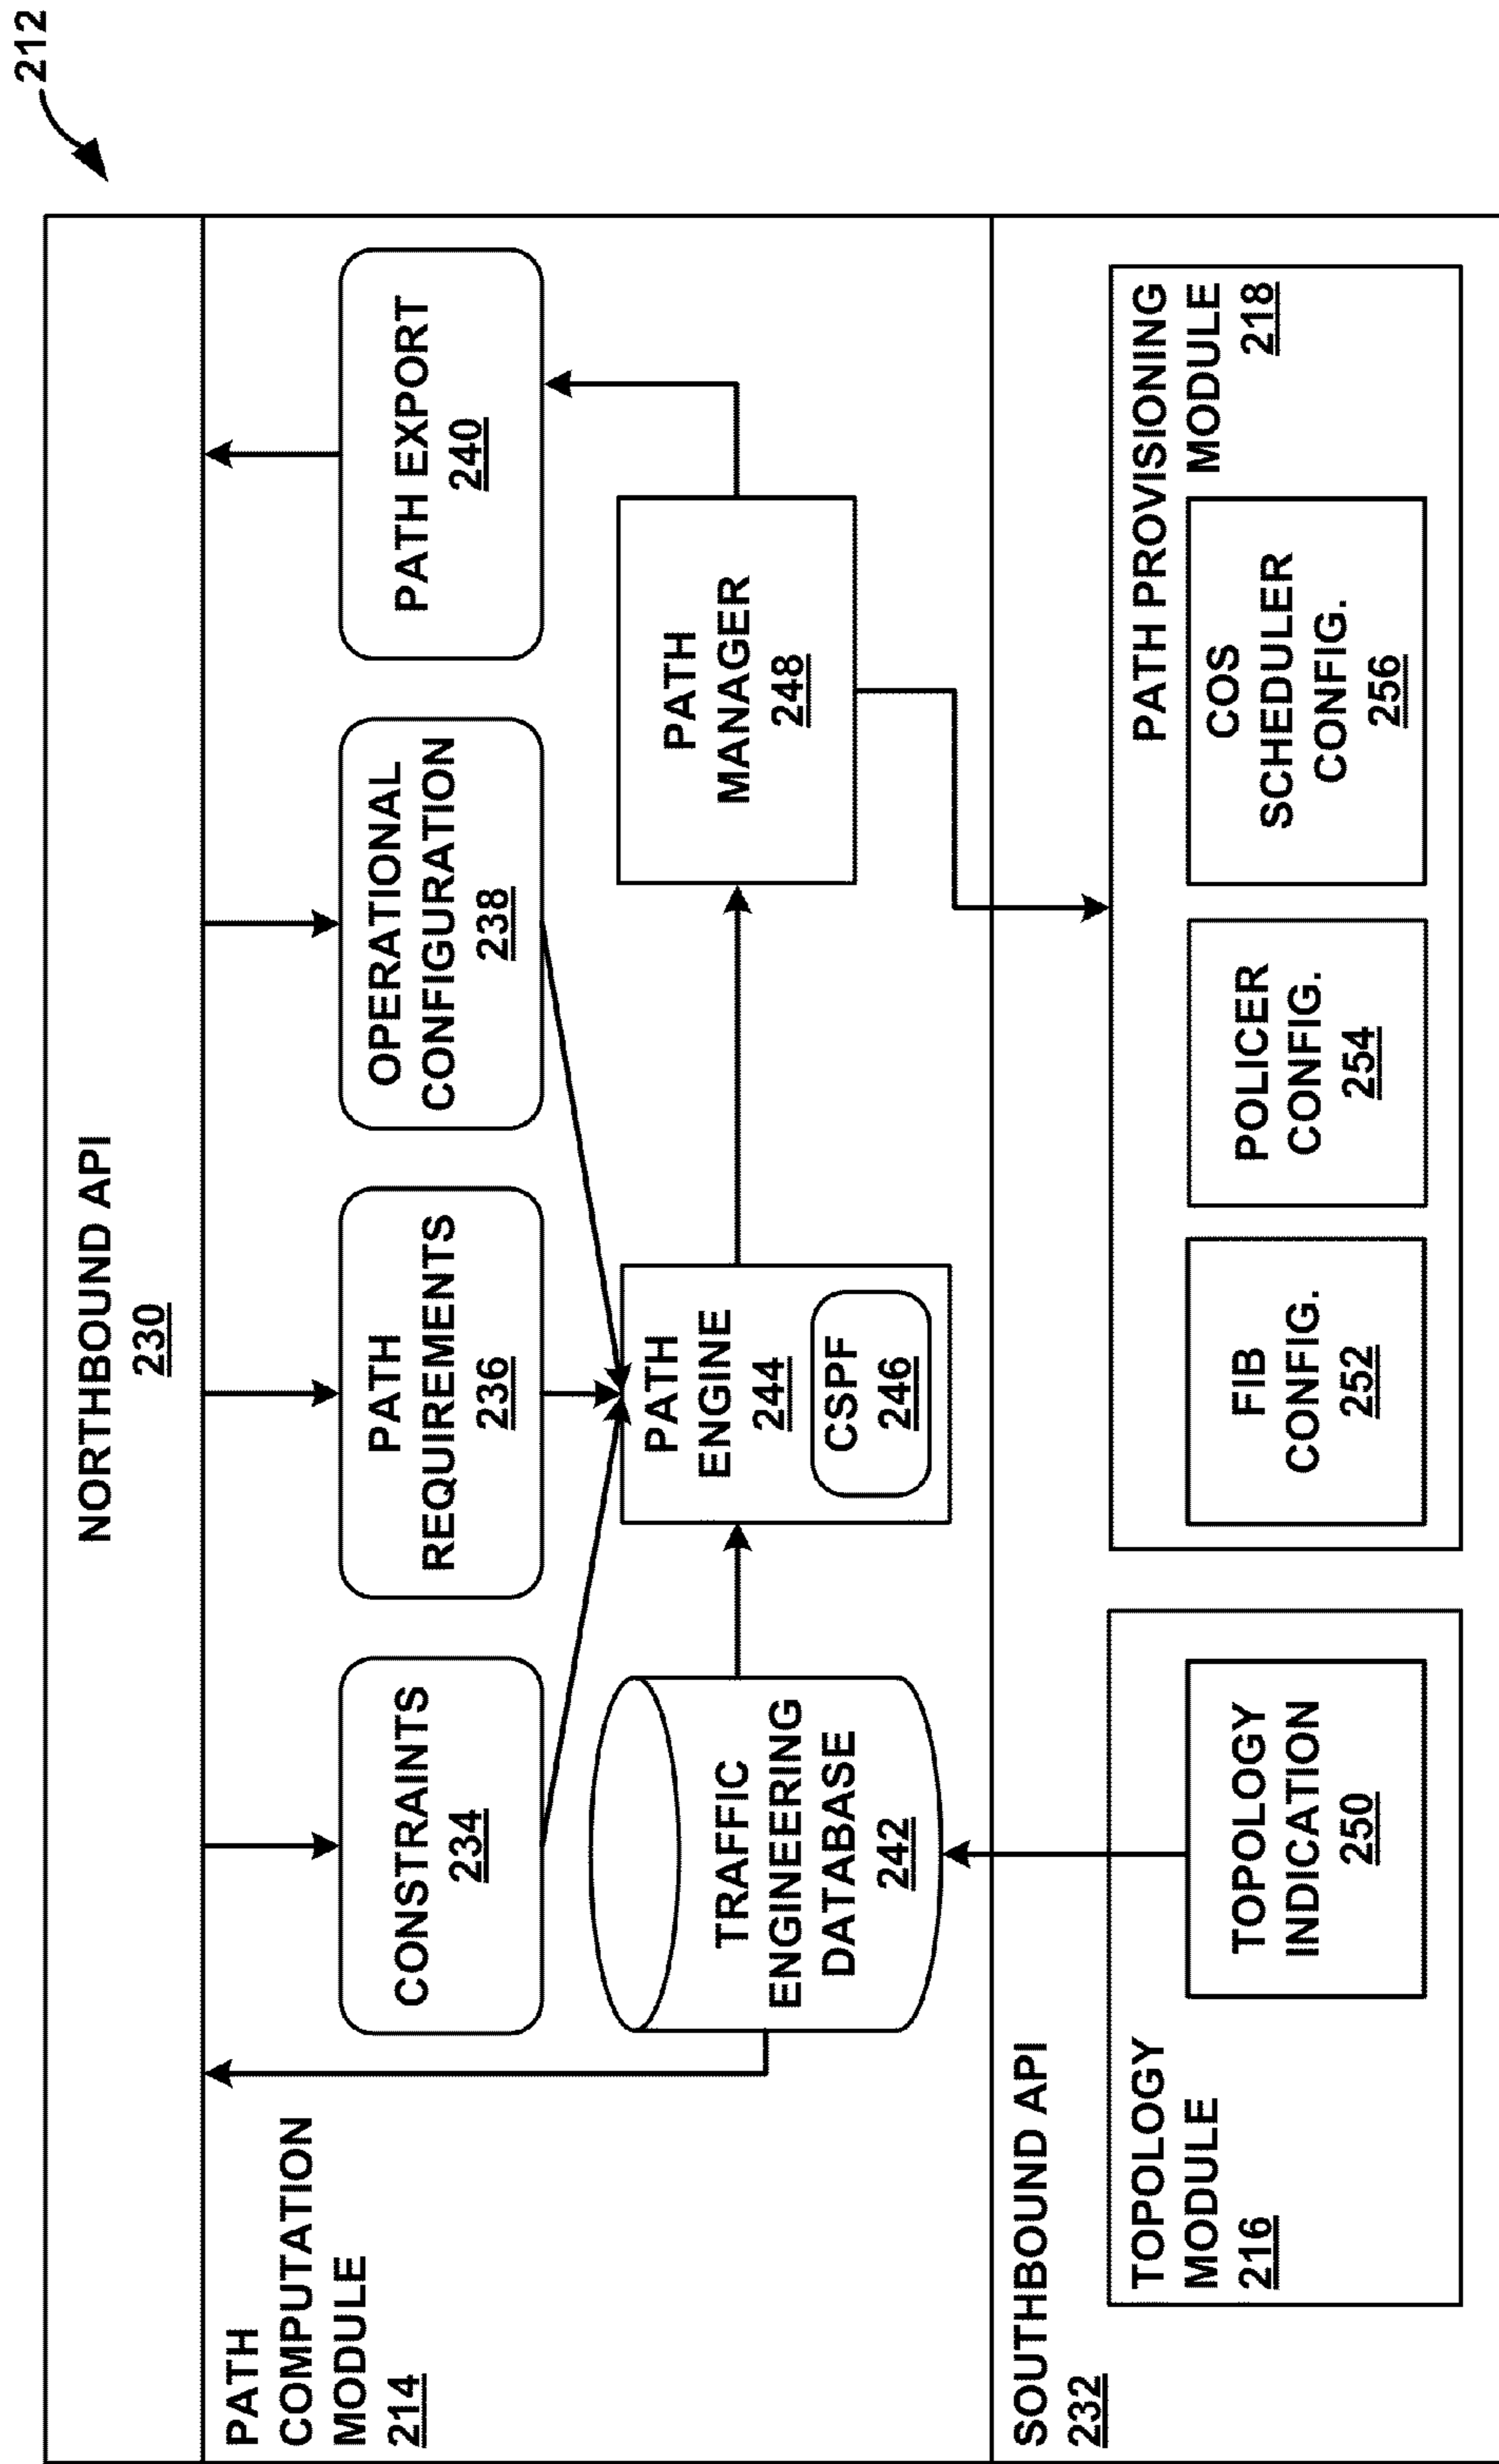 212
NORTHBOUND API
230
PATH
COMPUTATION
MODULE
214
CONSTRAINTS
234
PATH
REQUIREMENTS
236
OPERATIONAL
CONFIGURATION
238
PATH EXPORT
240
TRAFFIC
ENGINEERING
DATABASE
242
PATH
ENGINE
244
CSPF
246
PATH
MANAGER
248
SOUTHBOUND API
232
TOPOLOGY
MODULE
216
TOPOLOGY
INDICATION
250
PATH PROVISIONING
MODULE
218
FIB
CONFIG.
252
POLICER
CONFIG.
254
COS
SCHEDULER
CONFIG.
256